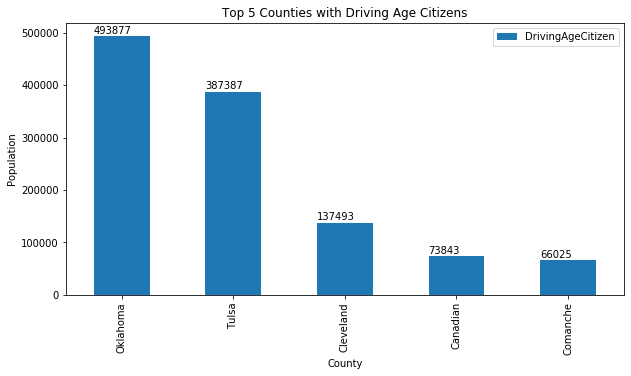 Top 5 Counties with Driving Age Citizens
DrivingAgeCitizen
Population
500000
400000
300000
200000
100000
0
493877
387387
137493
73843
66025
Oklahoma
Tulsa
Cleveland
Canadian
Comanche
County